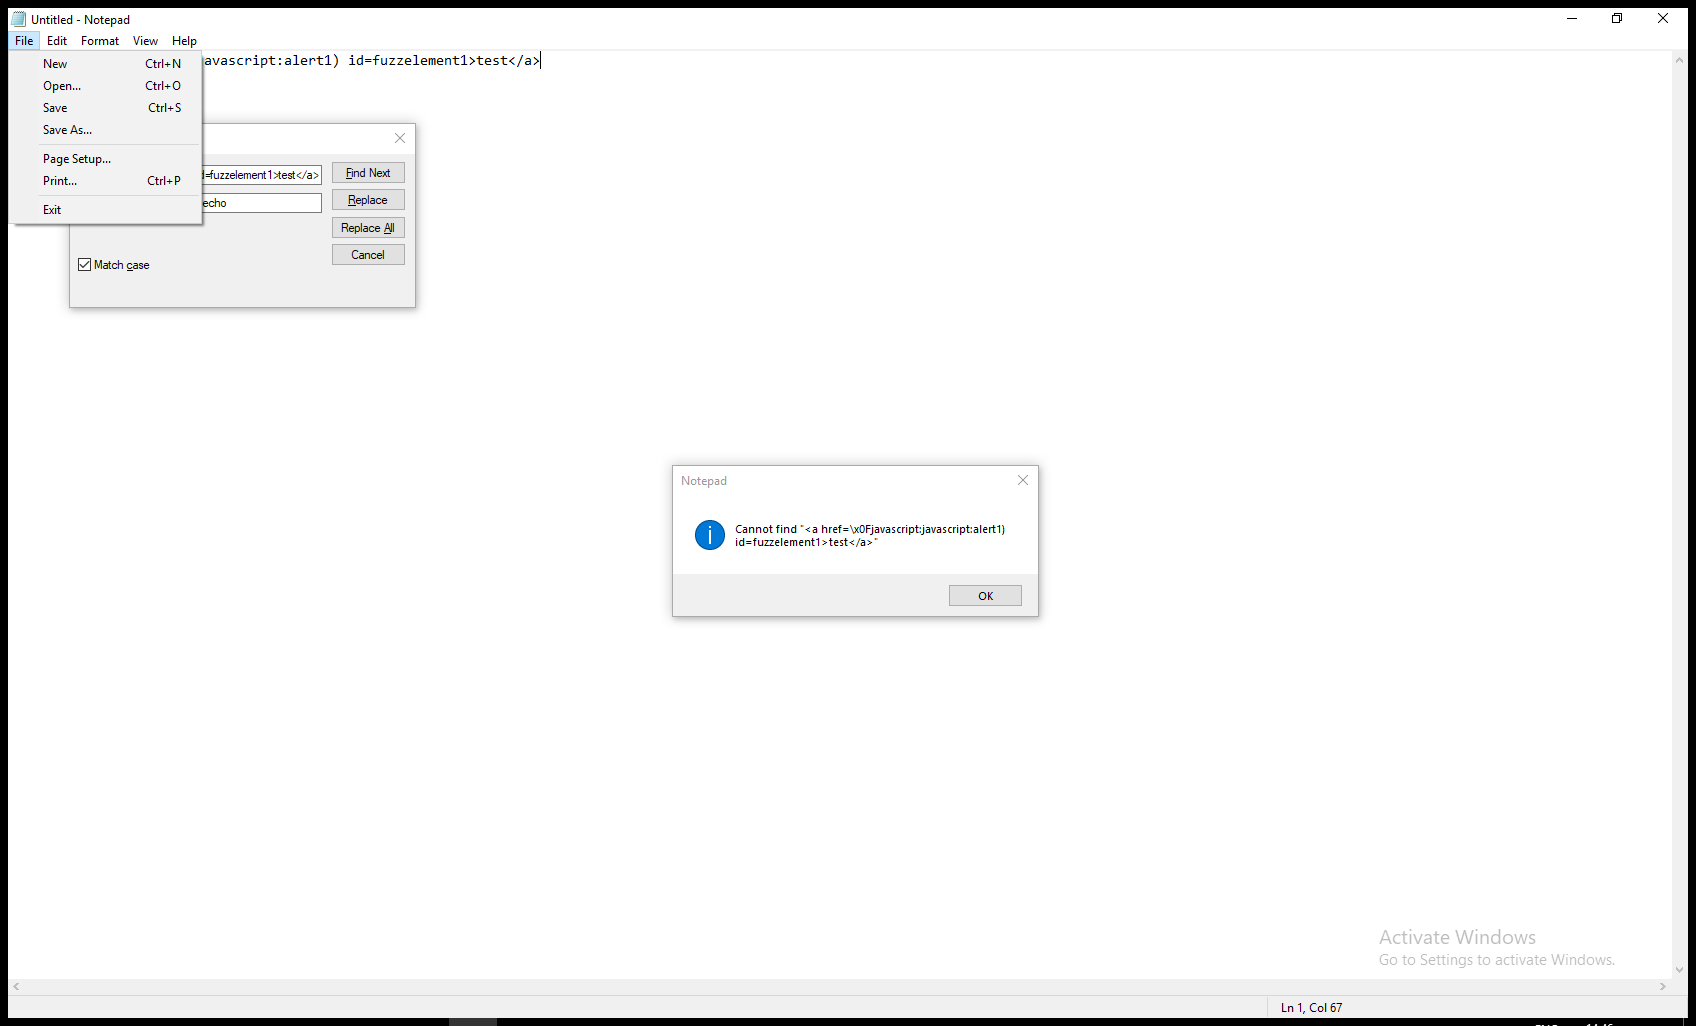 Untitled - Notepad
File Edit Format View Help
avascript:alert1) id=fuzzelement1>test</a>
New Ctrl+N
Open... Ctrl+O
Save Ctrl+S
Save As...
Page Setup...
Print... Ctrl+P
Exit
d=fuzzelement1>test</a>
echo
Find Next
Replace
Replace All
Cancel
Match case
Notepad
Cannot find "<a href=\x0Fjavascript:javascript:alert1)
id=fuzzelement1>test</a>"
OK
Activate Windows
Go to Settings to activate Windows.
Ln 1, Col 67